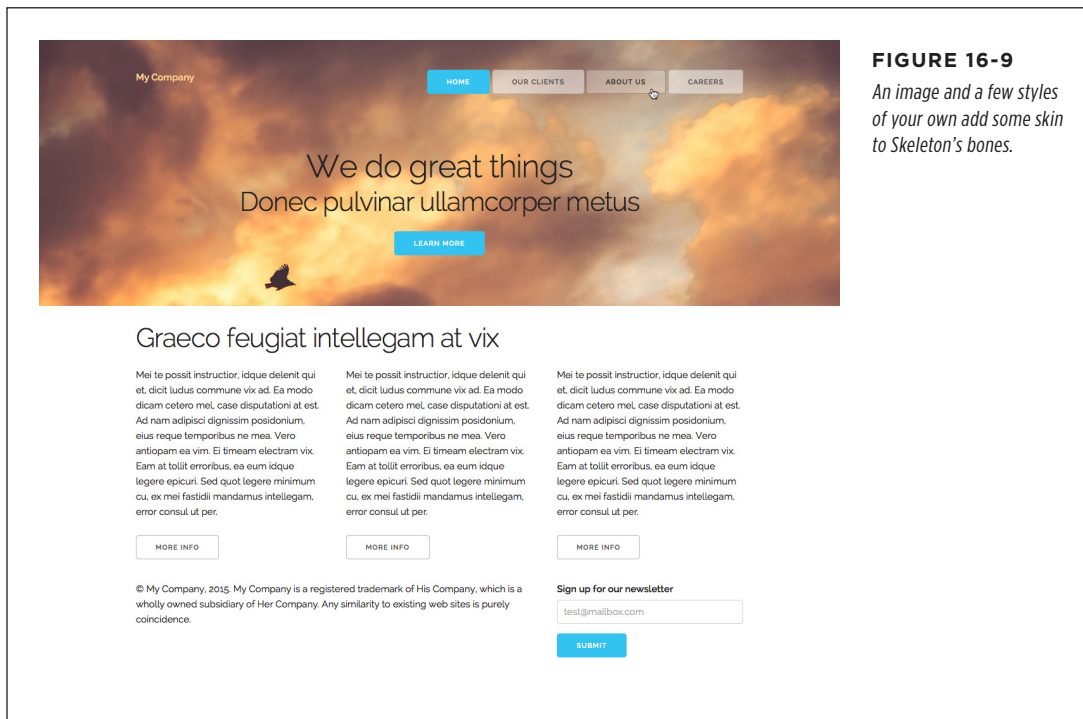 My Company
HOME
OUR CLIENTS
ABOUT US
CAREERS
We do great things
Donec pulvinar ullamcorper metus
LEARN MORE
Graeco feugiat intellegam at vix
Mei te possit instructior, idque delenit qui
et, dicit ludus commune vix ad. Ea modo
dicam cetero mel, case disputationi at est.
Ad nam adipisci dignissim posidonium,
eius reque temporibus ne mea. Vero
antiopam ea vim. Ei timeam electram vix.
Eam at tollit erroribus, ea eum idque
legere epicuri. Sed quot legere minimum
cu, ex mei fastidii mandamus intellegam,
error consul ut per.
MORE INFO
Mei te possit instructior, idque delenit qui
et, dicit ludus commune vix ad. Ea modo
dicam cetero mel, case disputationi at est.
Ad nam adipisci dignissim posidonium,
eius reque temporibus ne mea. Vero
antiopam ea vim. Ei timeam electram vix.
Eam at tollit erroribus, ea eum idque
legere epicuri. Sed quot legere minimum
cu, ex mei fastidii mandamus intellegam,
error consul ut per.
MORE INFO
Mei te possit instructior, idque delenit qui
et, dicit ludus commune vix ad. Ea modo
dicam cetero mel, case disputationi at est.
Ad nam adipisci dignissim posidonium,
eius reque temporibus ne mea. Vero
antiopam ea vim. Ei timeam electram vix.
Eam at tollit erroribus, ea eum idque
legere epicuri. Sed quot legere minimum
cu, ex mei fastidii mandamus intellegam,
error consul ut per.
MORE INFO
© My Company, 2015. My Company is a registered trademark of His Company, which is a
wholly owned subsidiary of Her Company. Any similarity to existing web sites is purely
coincidence.
Sign up for our newsletter
test@mailbox.com
SUBMIT
FIGURE 16-9
An image and a few styles
of your own add some skin
to Skeleton's bones.